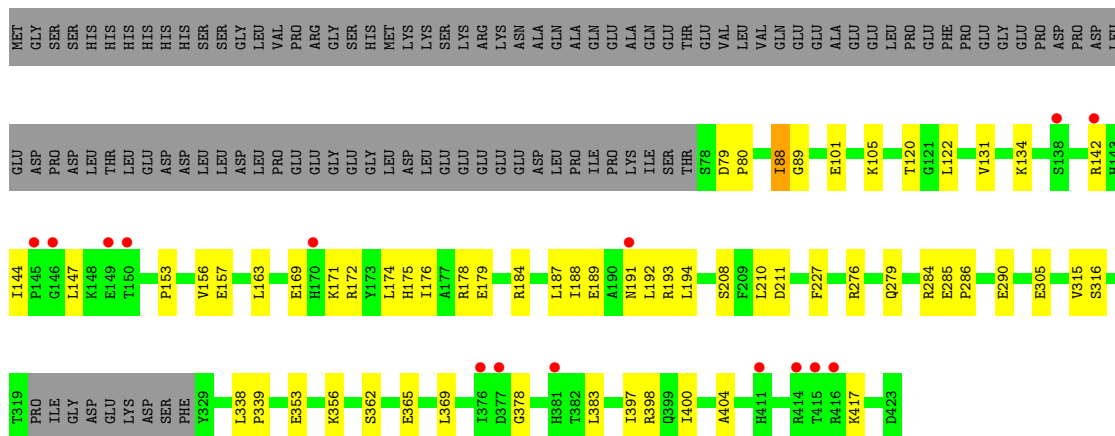 MET GLY SER SER HIS HIS HIS HIS HIS HIS SER SER GLY LEU VAL PRO ARG GLY SER HIS MET LYS LYS SER LYS ARG LYS ASN ALA GLN ALA GLN GLU ALA GLN GLU THR GLU VAL LEU VAL GLN GLU GLU ALA GLU GLU LEU PRO GLU PHE PRO GLU GLY GLU PRO ASP PRO ASP LEU
GLU ASP PRO ASP ALA LEU THR LEU GLU ASP ASP LEU LEU ASP LEU PRO GLU GLU GLY GLU GLY LEU ASP LEU GLU GLU GLU GLU ASP LEU PRO ILE PRO LYS ILE SER THR S78 D79 P80 I88 G89 E101 K105 T120 G121 L122 V131 K134 S138 R142 H143
I144 P145 G146 L147 K148 E149 T150 P153 V156 E157 L163 E169 H170 K171 R172 Y173 L174 H175 I176 A177 R178 E179 R184 L187 I188 E189 A190 N191 L192 R193 L194 S208 F209 L210 D211 F227 R276 Q279 R284 E285 P286 E290 E305 V315 S316
T319 PRO ILE GLY ASP GLU LYS ASP SER PHE Y329 L338 P339 E353 K356 S362 E365 L369 I376 D377 G378 H381 T382 L383 I397 R398 Q399 I400 A404 H411 R414 T415 R416 K417 D423